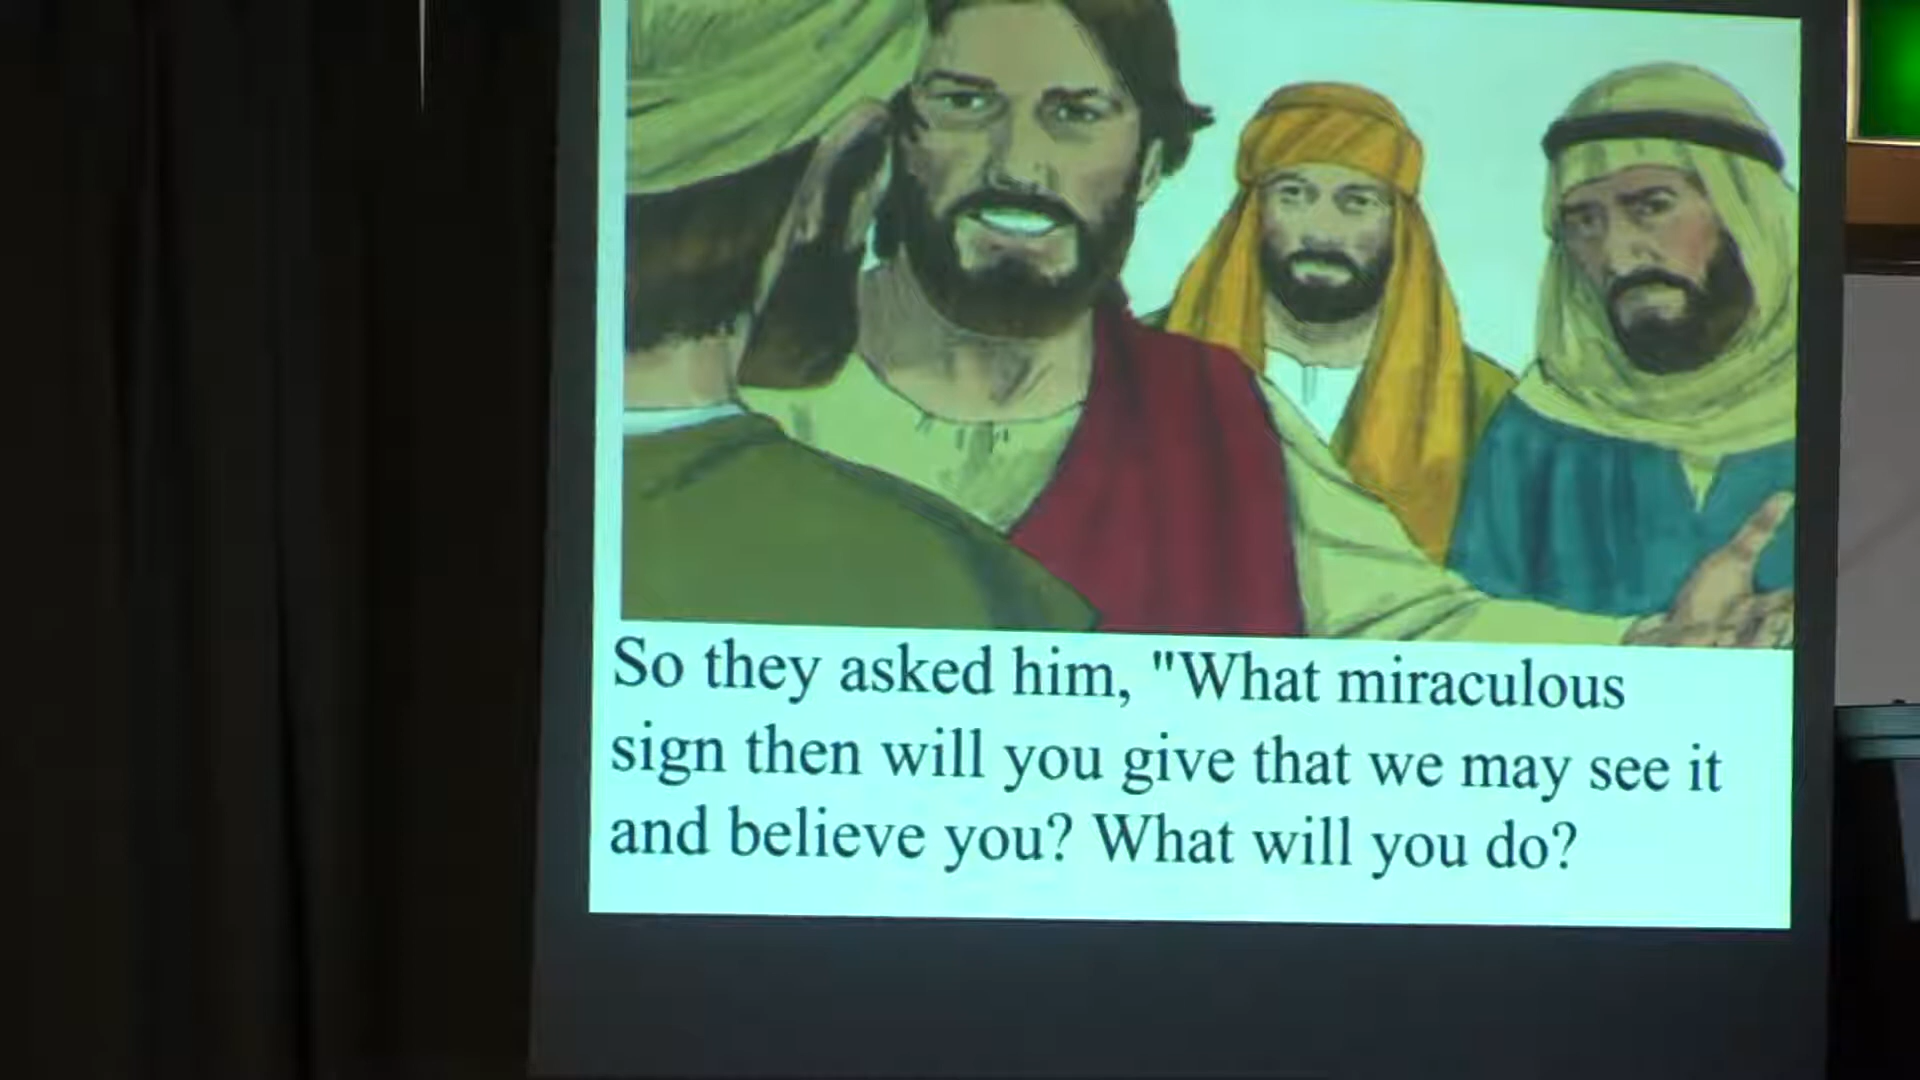 So they asked him, "What miraculous
sign then will you give that we may see it
and believe you? What will you do?